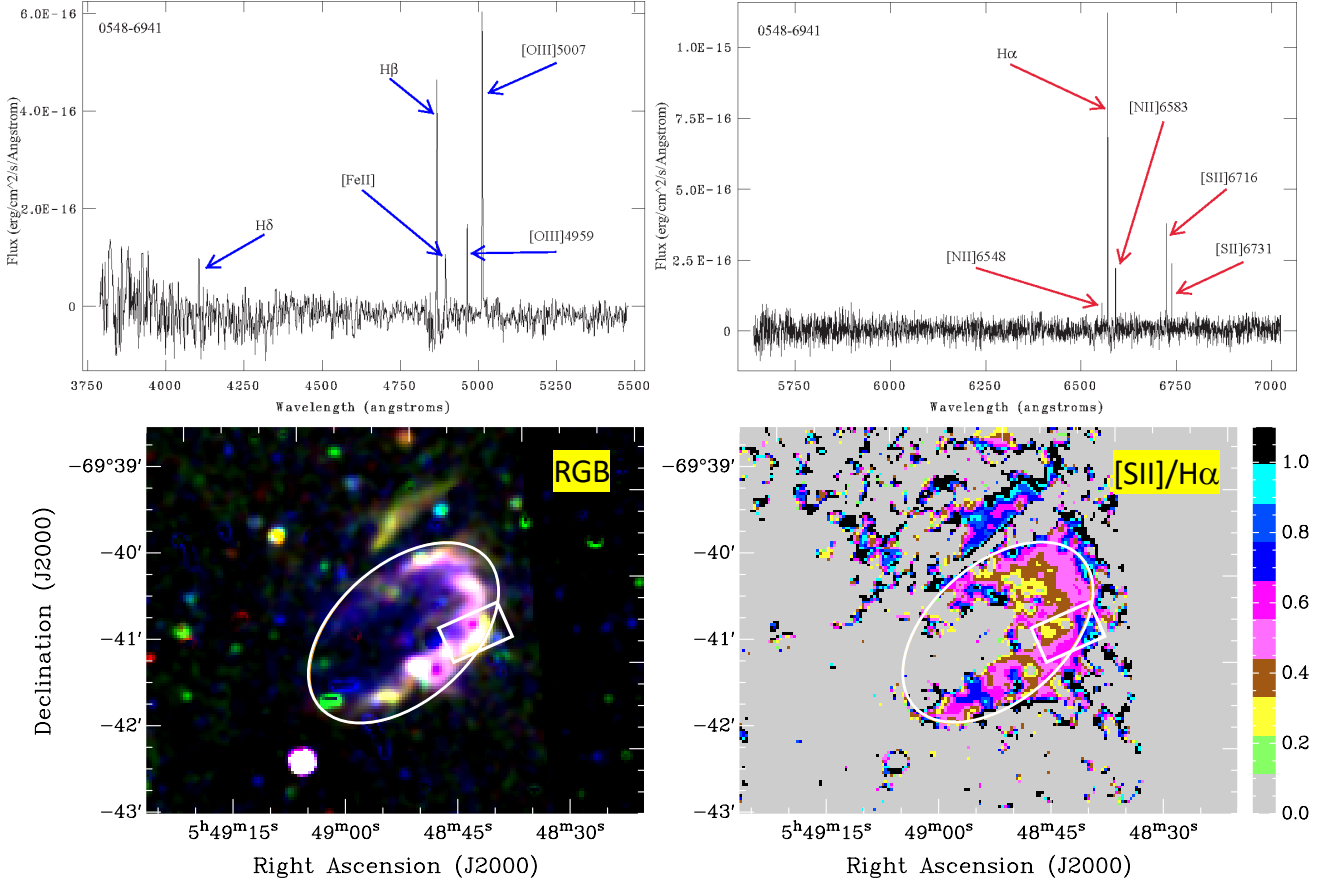 0548-6941
Hβ
[OIII]5007
[FeII]
Hδ
[OIII]4959
Flux (erg/cm^2/s/Angstrom)
6.0E-16
4.0E-16
2.0E-16
0
3750 4000 4250 4500 4750 5000 5250 5500
Wavelength (angstroms)
0548-6941
Hα
[NII]6583
[SII]6716
[NII]6548
[SII]6731
Flux (erg/cm^2/s/Angstrom)
1.0E-15
7.5E-16
5.0E-16
2.5E-16
0
5750 6000 6250 6500 6750 7000
Wavelength (angstroms)
RGB
Declination (J2000)
−69°39′
−40′
−41′
−42′
−43′
5ʰ49ᵐ15ˢ 49ᵐ00ˢ 48ᵐ45ˢ 48ᵐ30ˢ
Right Ascension (J2000)
[SII]/Hα
−69°39′
−40′
−41′
−42′
−43′
5ʰ49ᵐ15ˢ 49ᵐ00ˢ 48ᵐ45ˢ 48ᵐ30ˢ
Right Ascension (J2000)
1.0
0.8
0.6
0.4
0.2
0.0